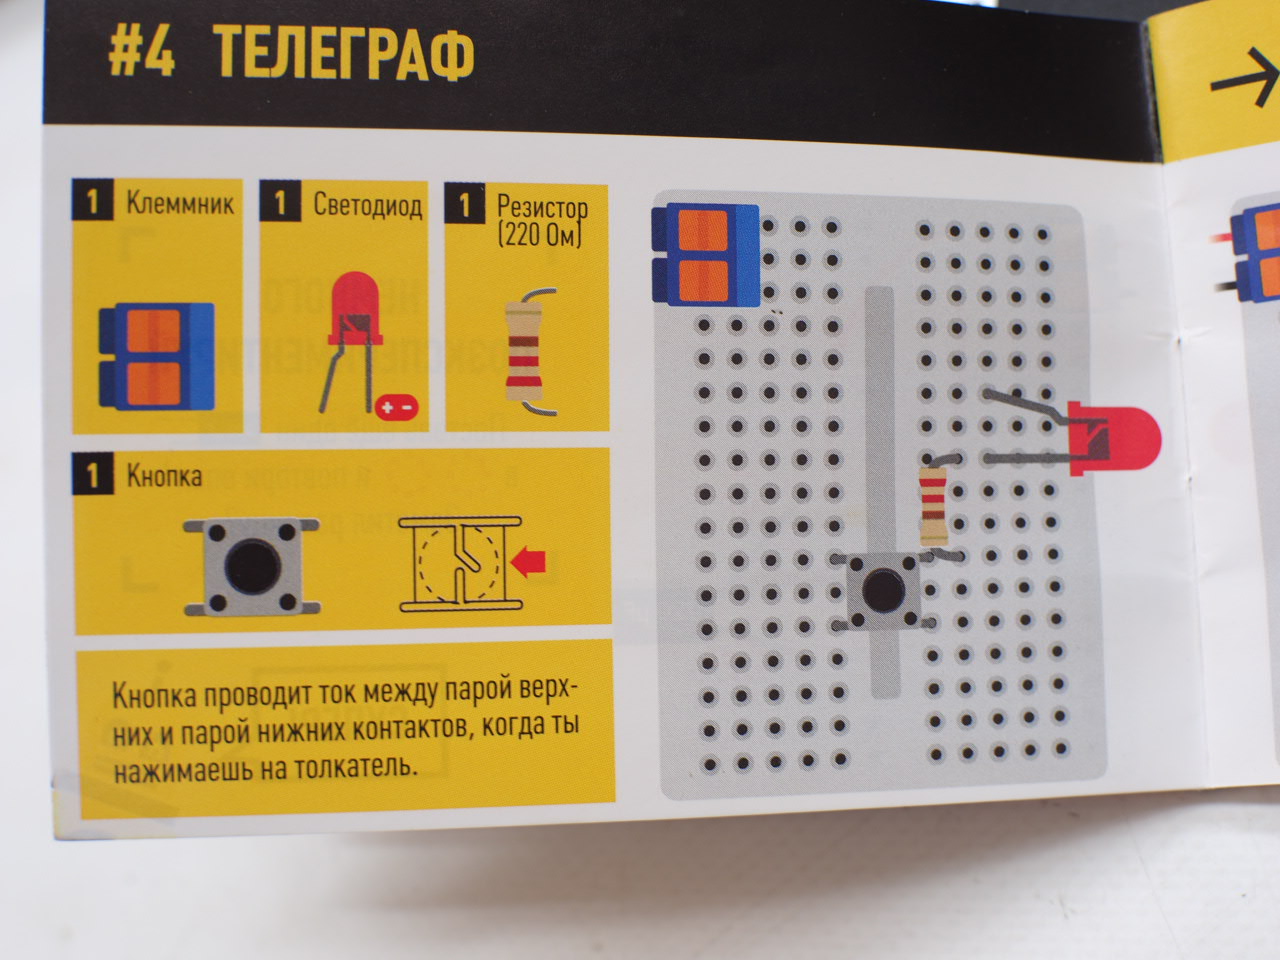 #4 ТЕЛЕГРАФ
1 Клеммник
1 Светодиод
+ -
1 Резистор
(220 Ом)
1 Кнопка
Кнопка проводит ток между парой верх-
них и парой нижних контактов, когда ты
нажимаешь на толкатель.